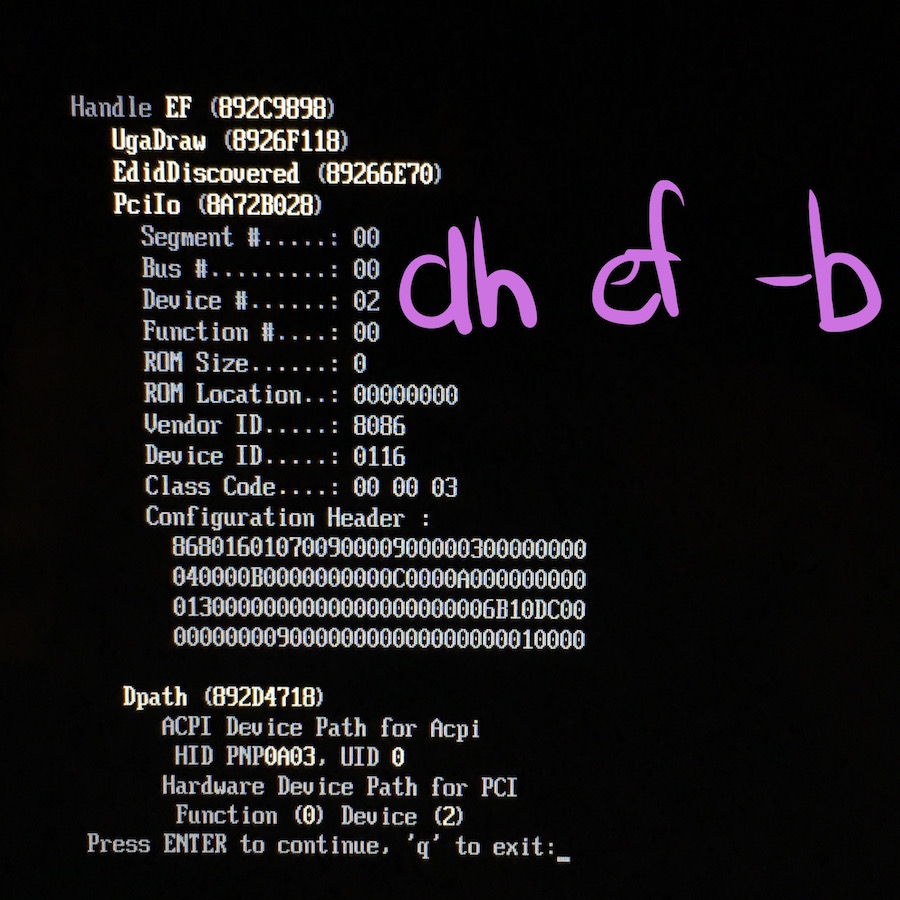 Handle EF (892C9898)
UgaDraw (8926F118)
EdidDiscovered (89266E70)
PciIo (8A72B028)
Segment #.....: 00
Bus #.........: 00
Device #......: 02
Function #....: 00
ROM Size......: 0
ROM Location..: 00000000
Vendor ID.....: 8086
Device ID.....: 0116
Class Code....: 00 00 03
Configuration Header :
86801601070090000900000300000000
040000B0000000000C0000A000000000
0130000000000000000000006B10DC00
00000000900000000000000000010000
dh ef -b
Dpath (892D4718)
ACPI Device Path for Acpi
HID PNP0A03, UID 0
Hardware Device Path for PCI
Function (0) Device (2)
Press ENTER to continue, 'q' to exit:_